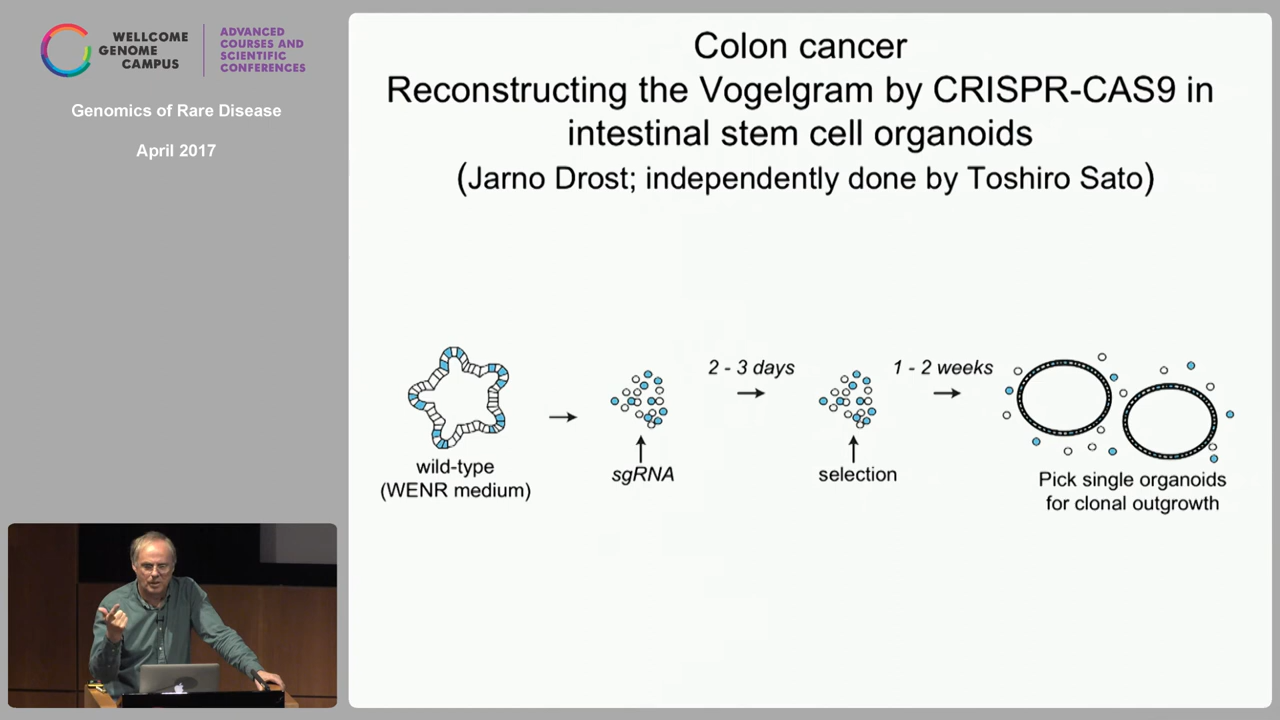 WELLCOME
GENOME
CAMPUS
ADVANCED
COURSES AND
SCIENTIFIC
CONFERENCES
Genomics of Rare Disease
April 2017
Colon cancer
Reconstructing the Vogelgram by CRISPR-CAS9 in
intestinal stem cell organoids
(Jarno Drost; independently done by Toshiro Sato)
2 - 3 days
1 - 2 weeks
wild-type
(WENR medium)
sgRNA
selection
Pick single organoids
for clonal outgrowth